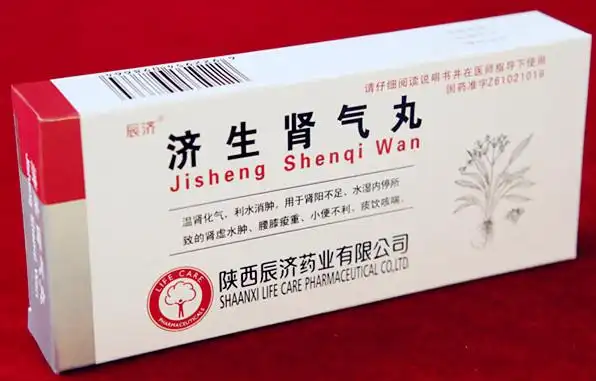 请仔细阅读说明书并在医师指导下使用
国药准字Z61021018
辰济®
济生肾气丸
Jisheng Shenqi Wan
温肾化气，利水消肿，用于肾阳不足、水湿内停所
致的肾虚水肿、腰膝痠重、小便不利，痰饮咳喘。
LIFE CARE
PHARMACEUTICALS
陕西辰济药业有限公司
SHAANXI LIFE CARE PHARMACEUTICAL CO.,LTD.